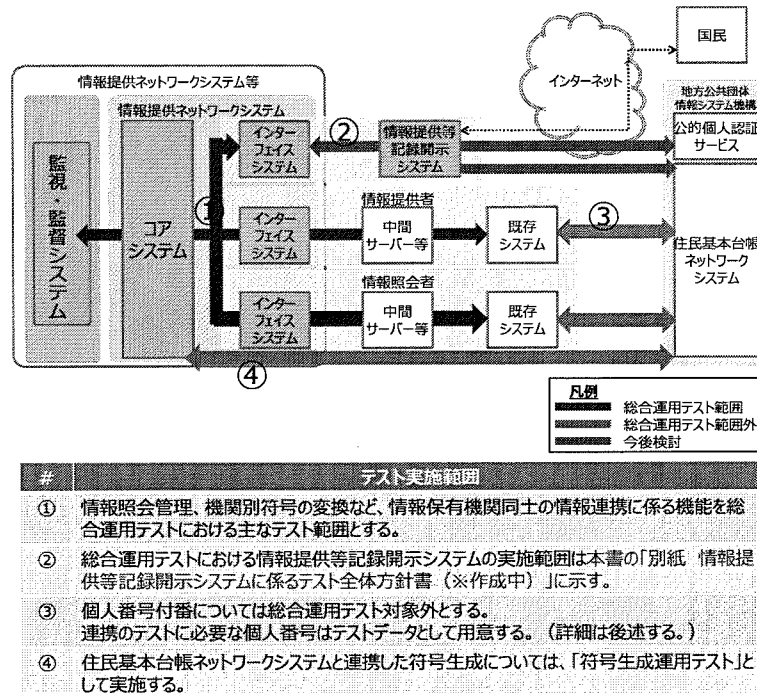 国民
インターネット
情報提供ネットワークシステム等
情報提供ネットワークシステム
地方公共団体
情報システム機構
公的個人認証
サービス
監視・監督システム
コア
システム
①
インター
フェイス
システム
②
情報提供等
記録開示
システム
情報提供者
インター
フェイス
システム
中間
サーバー等
既存
システム
③
住民基本台帳
ネットワーク
システム
情報照会者
インター
フェイス
システム
中間
サーバー等
既存
システム
④
凡例
総合運用テスト範囲
総合運用テスト範囲外
今後検討
# テスト実施範囲
① 情報照会管理、機関別符号の変換など、情報保有機関同士の情報連携に係る機能を総
合運用テストにおける主なテスト範囲とする。
② 総合運用テストにおける情報提供等記録開示システムの実施範囲は本書の「別紙 情報提
供等記録開示システムに係るテスト全体方針書（※作成中）」に示す。
③ 個人番号付番については総合運用テスト対象外とする。
連携のテストに必要な個人番号はテストデータとして用意する。（詳細は後述する。）
④ 住民基本台帳ネットワークシステムと連携した符号生成については、「符号生成運用テスト」と
して実施する。